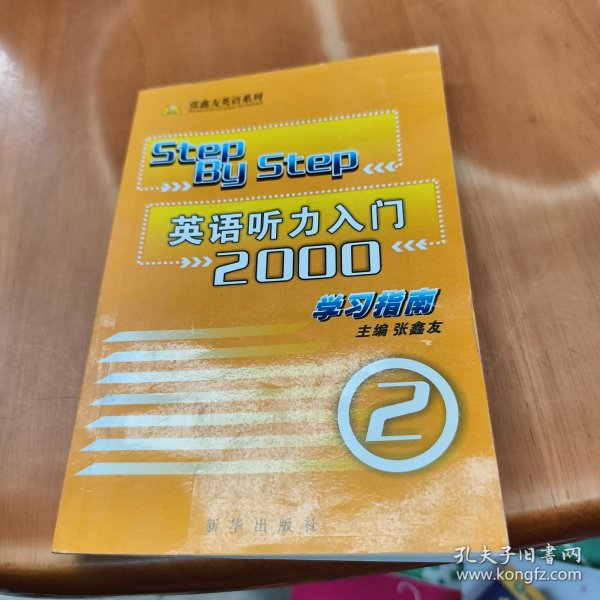 张鑫友英语系列
Step
By Step
英语听力入门
2000
学习指南
主编 张鑫友
2
新华出版社
孔夫子旧书网
www.kongfz.com